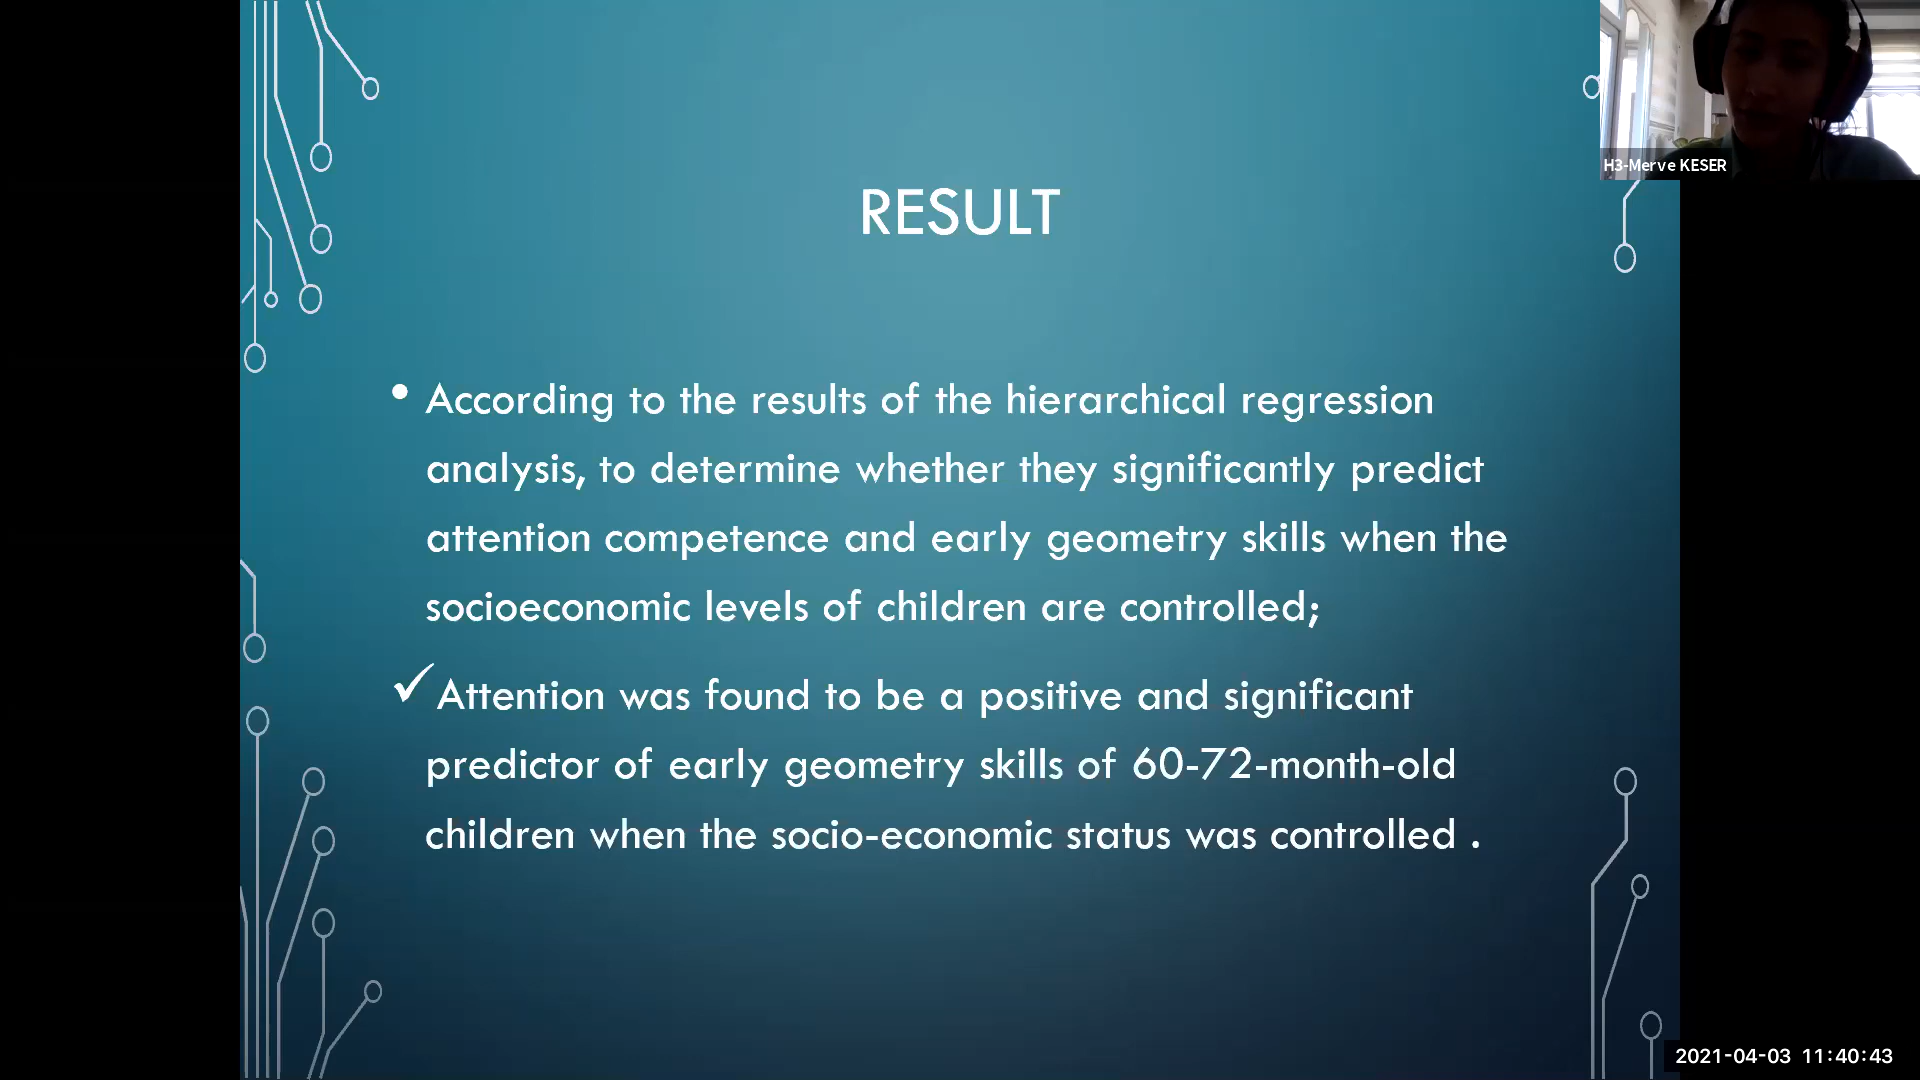 H3-Merve KESER
RESULT
• According to the results of the hierarchical regression
analysis, to determine whether they significantly predict
attention competence and early geometry skills when the
socioeconomic levels of children are controlled;
✓Attention was found to be a positive and significant
predictor of early geometry skills of 60-72-month-old
children when the socio-economic status was controlled .
2021-04-03 11:40:43